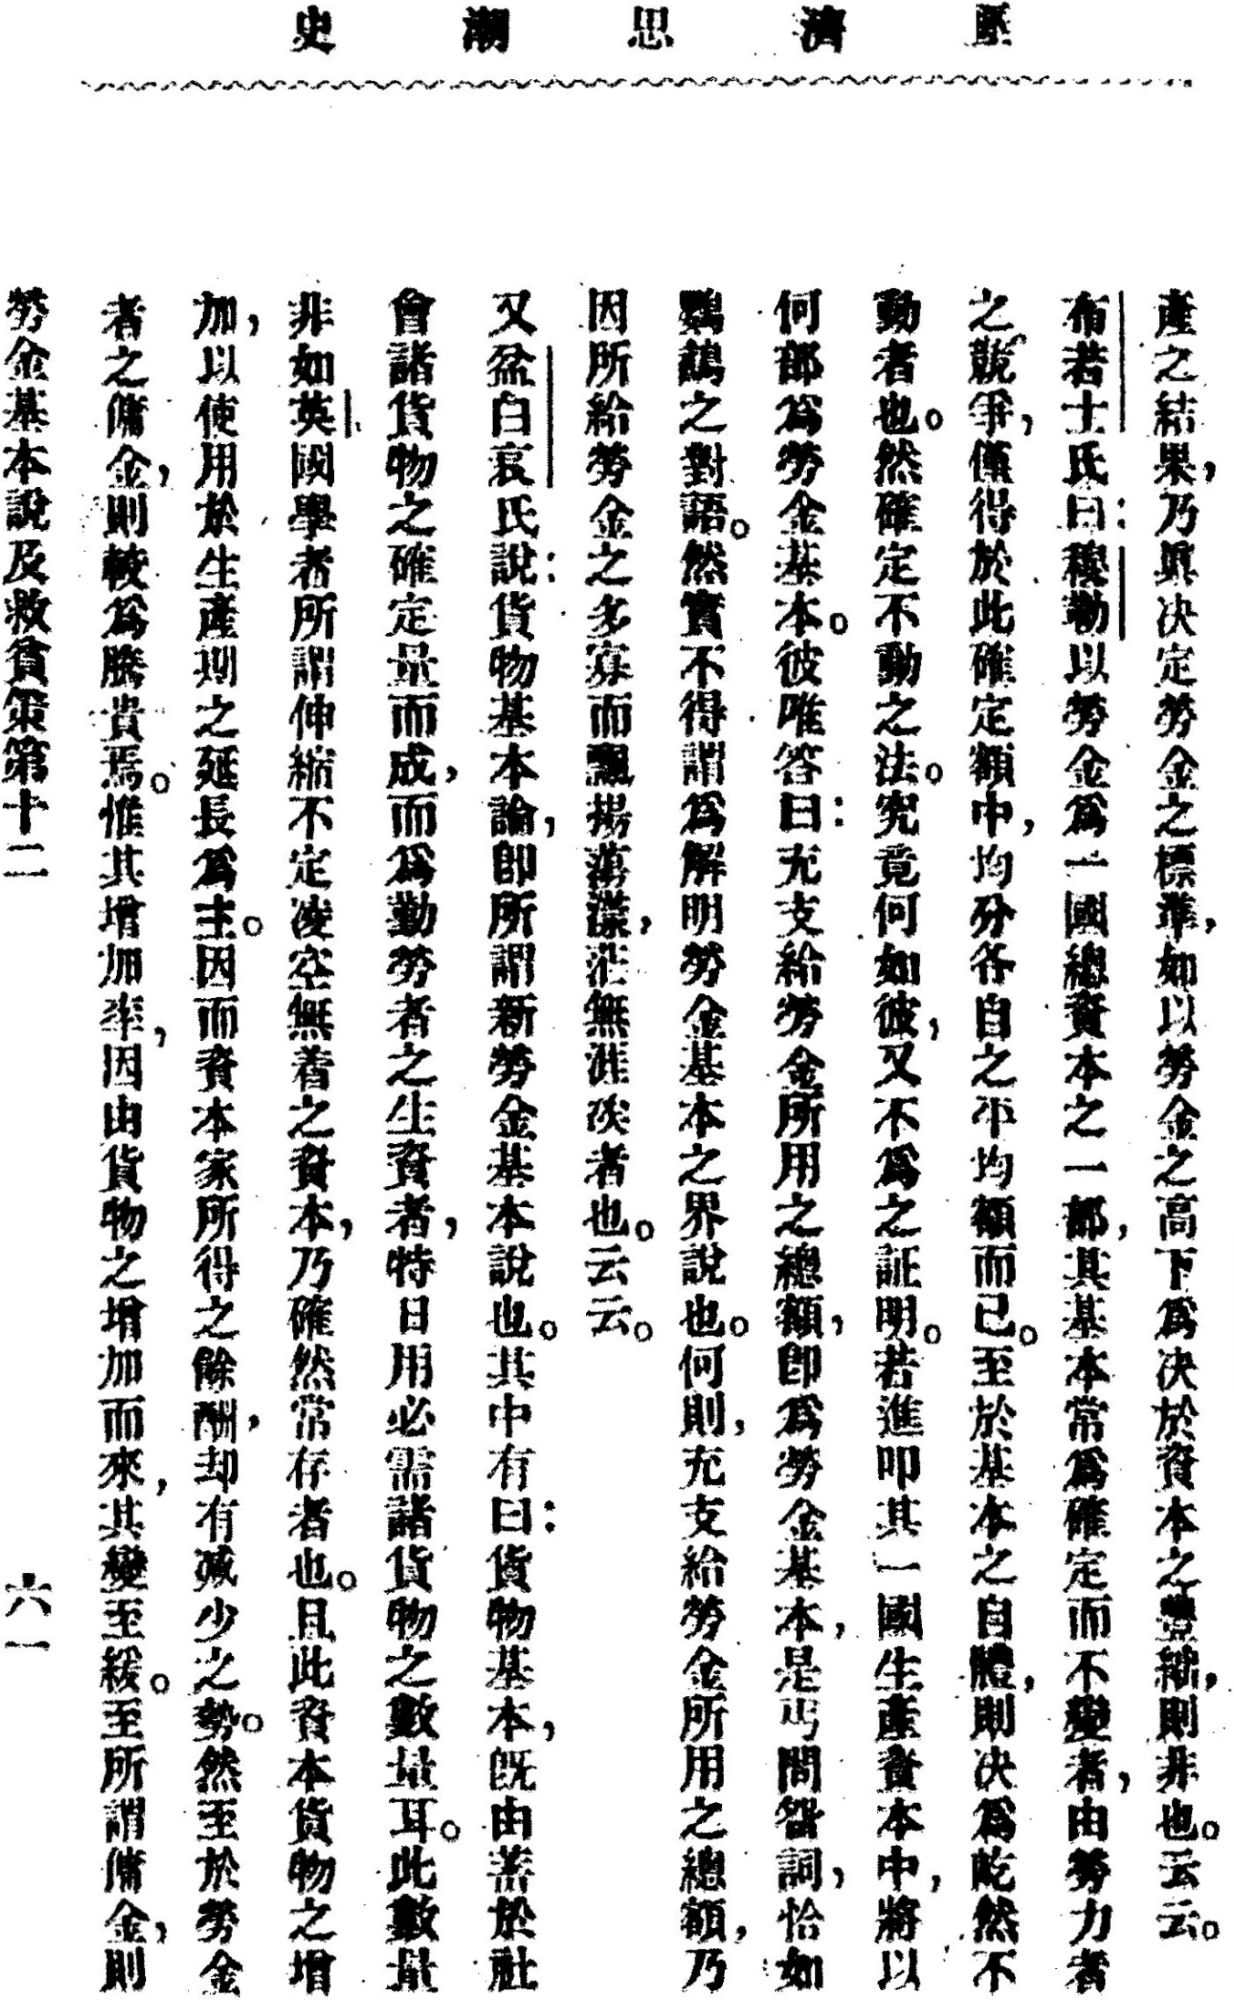 經濟思潮史
產之結果，乃真决定勞金之標準，如以勞金之高下爲决於資本之豐絀，則非也。云云。
布若士氏曰：穆勒以勞金爲一國總資本之一部，其基本常爲確定而不變者，由勞力者
之競爭，僅得於此確定額中，均分各自之平均額而已。至於基本之自體，則决爲屹然不
動者也。然確定不動之法。究竟何如彼，又不爲之証明。若進叩其一國生產資本中，將以
何部爲勞金基本。彼唯答曰：充支給勞金所用之總額，即爲勞金基本，是丐問詞，恰如
鸚鵡之對語。然實不得謂爲解明勞金基本之界說也。何則，充支給勞金所用之總額，乃
因所給勞金之多寡而飄揚蕩漾，茫無涯涘者也。云云。
又盆白哀氏說：貨物基本論，即所謂新勞金基本說也。其中有曰：貨物基本，旣由蓄於社
會諸貨物之確定量而成，而爲勤勞者之生資者，特日用必需諸貨物之數量耳。此數量
非如英國學者所謂伸縮不定凌空無着之資本，乃確然常存者也。且此資本貨物之增
加，以使用於生產期之延長爲主。因而資本家所得之餘酬，却有减少之勢。然至於勞金
者之傭金，則較爲騰貴焉。惟其增加率，因由貨物之增加而來，其變至緩。至所謂傭金，則
勞金基本說及救貧策第十二
六一